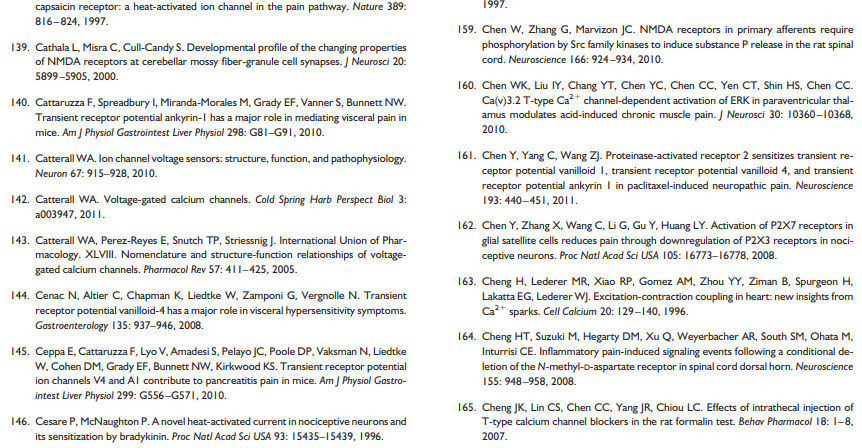 capsaicin receptor: a heat-activated ion channel in the pain pathway. Nature 389:
816–824, 1997.
139. Cathala L, Misra C, Cull-Candy S. Developmental profile of the changing properties
of NMDA receptors at cerebellar mossy fiber-granule cell synapses. J Neurosci 20:
5899–5905, 2000.
140. Cattaruzza F, Spreadbury I, Miranda-Morales M, Grady EF, Vanner S, Bunnett NW.
Transient receptor potential ankyrin-1 has a major role in mediating visceral pain in
mice. Am J Physiol Gastrointest Liver Physiol 298: G81–G91, 2010.
141. Catterall WA. Ion channel voltage sensors: structure, function, and pathophysiology.
Neuron 67: 915–928, 2010.
142. Catterall WA. Voltage-gated calcium channels. Cold Spring Harb Perspect Biol 3:
a003947, 2011.
143. Catterall WA, Perez-Reyes E, Snutch TP, Striessnig J. International Union of Phar-
macology. XLVIII. Nomenclature and structure-function relationships of voltage-
gated calcium channels. Pharmacol Rev 57: 411–425, 2005.
144. Cenac N, Altier C, Chapman K, Liedtke W, Zamponi G, Vergnolle N. Transient
receptor potential vanilloid-4 has a major role in visceral hypersensitivity symptoms.
Gastroenterology 135: 937–946, 2008.
145. Ceppa E, Cattaruzza F, Lyo V, Amadesi S, Pelayo JC, Poole DP, Vaksman N, Liedtke
W, Cohen DM, Grady EF, Bunnett NW, Kirkwood KS. Transient receptor potential
ion channels V4 and A1 contribute to pancreatitis pain in mice. Am J Physiol Gastro-
intest Liver Physiol 299: G556–G571, 2010.
146. Cesare P, McNaughton P. A novel heat-activated current in nociceptive neurons and
its sensitization by bradykinin. Proc Natl Acad Sci USA 93: 15435–15439, 1996.
1997.
159. Chen W, Zhang G, Marvizon JC. NMDA receptors in primary afferents require
phosphorylation by Src family kinases to induce substance P release in the rat spinal
cord. Neuroscience 166: 924–934, 2010.
160. Chen WK, Liu IY, Chang YT, Chen YC, Chen CC, Yen CT, Shin HS, Chen CC.
Ca(v)3.2 T-type Ca²⁺ channel-dependent activation of ERK in paraventricular thal-
amus modulates acid-induced chronic muscle pain. J Neurosci 30: 10360–10368,
2010.
161. Chen Y, Yang C, Wang ZJ. Proteinase-activated receptor 2 sensitizes transient re-
ceptor potential vanilloid 1, transient receptor potential vanilloid 4, and transient
receptor potential ankyrin 1 in paclitaxel-induced neuropathic pain. Neuroscience
193: 440–451, 2011.
162. Chen Y, Zhang X, Wang C, Li G, Gu Y, Huang LY. Activation of P2X7 receptors in
glial satellite cells reduces pain through downregulation of P2X3 receptors in noci-
ceptive neurons. Proc Natl Acad Sci USA 105: 16773–16778, 2008.
163. Cheng H, Lederer MR, Xiao RP, Gomez AM, Zhou YY, Ziman B, Spurgeon H,
Lakatta EG, Lederer WJ. Excitation-contraction coupling in heart: new insights from
Ca²⁺ sparks. Cell Calcium 20: 129–140, 1996.
164. Cheng HT, Suzuki M, Hegarty DM, Xu Q, Weyerbacher AR, South SM, Ohata M,
Inturrisi CE. Inflammatory pain-induced signaling events following a conditional de-
letion of the N-methyl-D-aspartate receptor in spinal cord dorsal horn. Neuroscience
155: 948–958, 2008.
165. Cheng JK, Lin CS, Chen CC, Yang JR, Chiou LC. Effects of intrathecal injection of
T-type calcium channel blockers in the rat formalin test. Behav Pharmacol 18: 1–8,
2007.